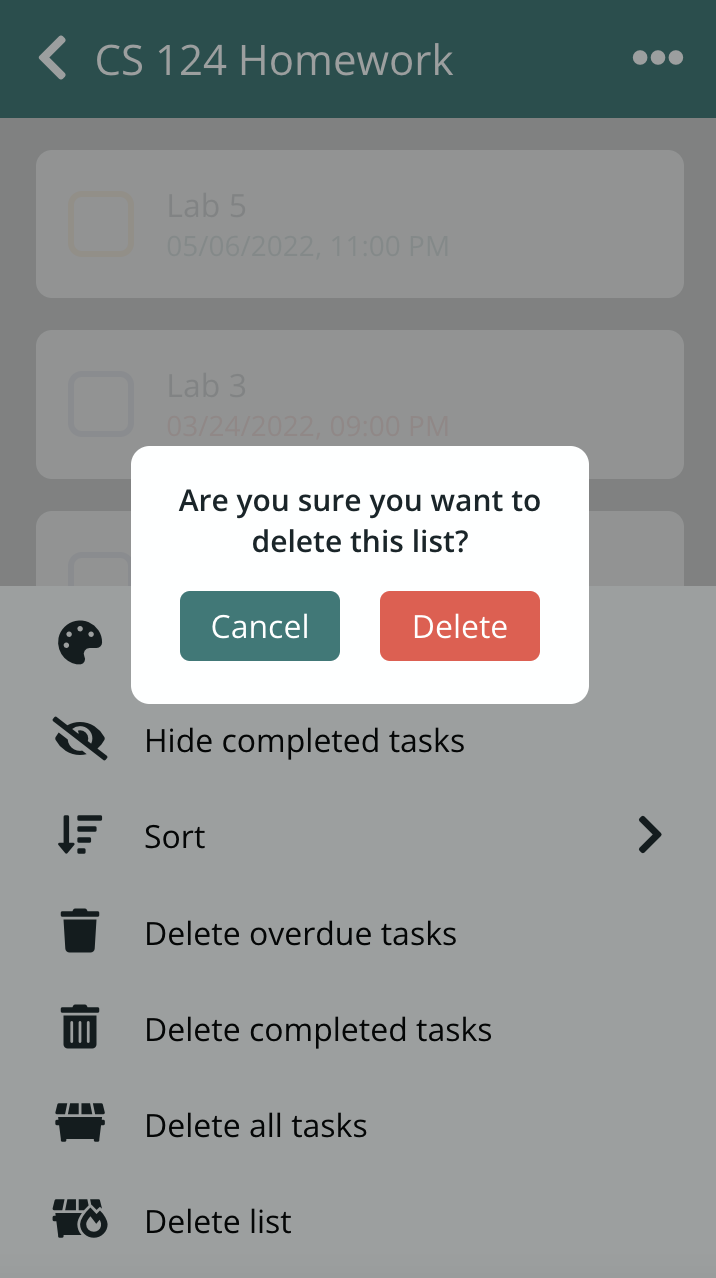 CS 124 Homework
Lab 5
05/06/2022, 11:00 PM
Lab 3
03/24/2022, 09:00 PM
Are you sure you want to
delete this list?
Cancel Delete
Hide completed tasks
Sort
Delete overdue tasks
Delete completed tasks
Delete all tasks
Delete list